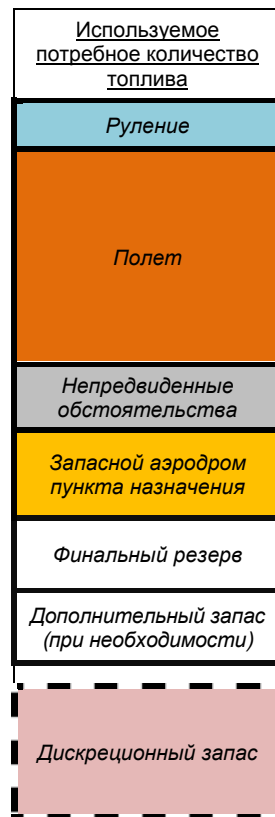 Используемое
потребное количество
топлива
Руление
Полет
Непредвиденные
обстоятельства
Запасной аэродром
пункта назначения
Финальный резерв
Дополнительный запас
(при необходимости)
Дискреционный запас